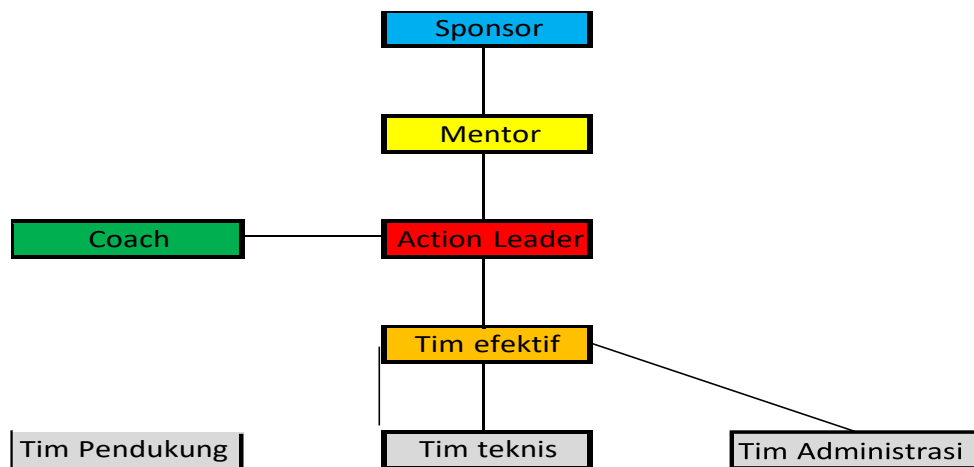 Sponsor
Mentor
Coach
Action Leader
Tim efektif
Tim Pendukung
Tim teknis
Tim Administrasi